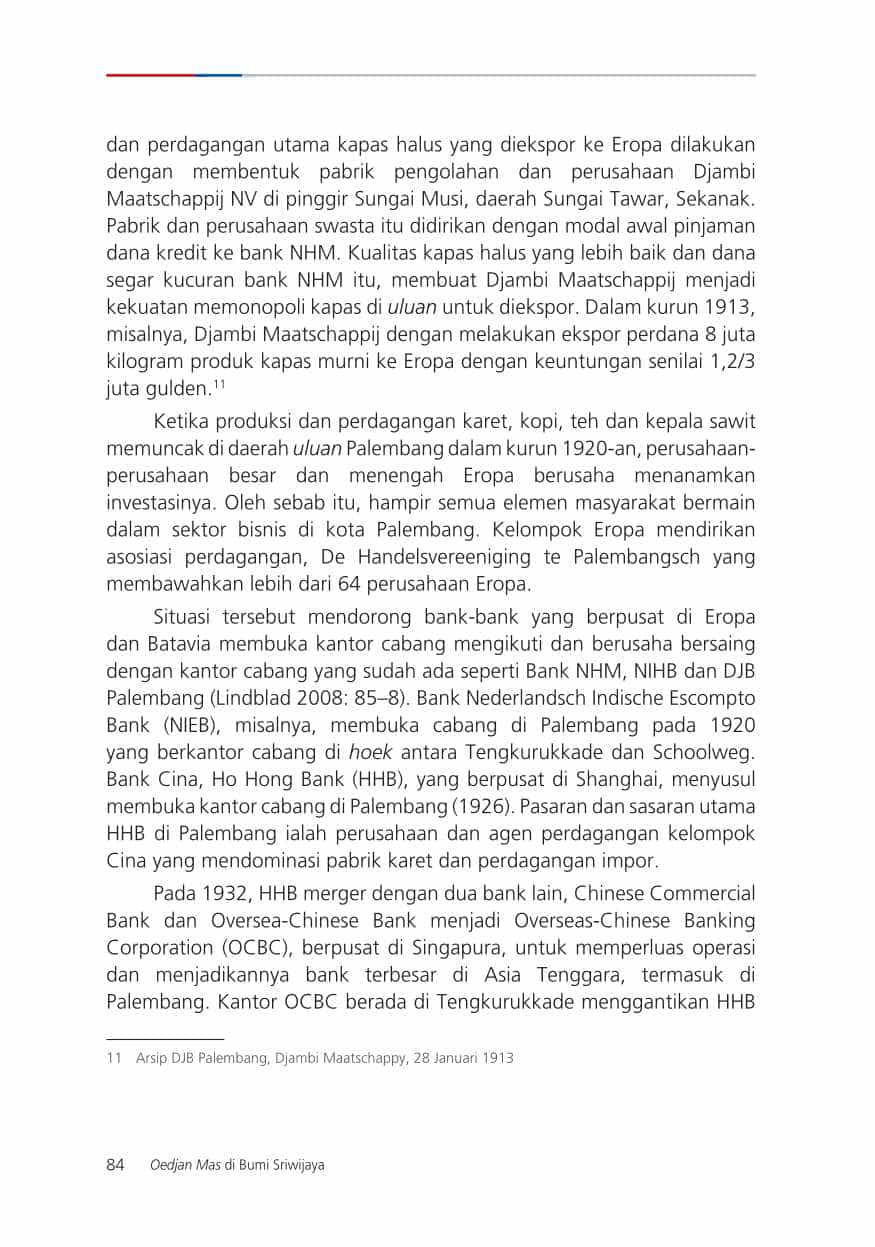 dan perdagangan utama kapas halus yang diekspor ke Eropa dilakukan
dengan membentuk pabrik pengolahan dan perusahaan Djambi
Maatschappij NV di pinggir Sungai Musi, daerah Sungai Tawar, Sekanak.
Pabrik dan perusahaan swasta itu didirikan dengan modal awal pinjaman
dana kredit ke bank NHM. Kualitas kapas halus yang lebih baik dan dana
segar kucuran bank NHM itu, membuat Djambi Maatschappij menjadi
kekuatan memonopoli kapas di uluan untuk diekspor. Dalam kurun 1913,
misalnya, Djambi Maatschappij dengan melakukan ekspor perdana 8 juta
kilogram produk kapas murni ke Eropa dengan keuntungan senilai 1,2/3
juta gulden.11
Ketika produksi dan perdagangan karet, kopi, teh dan kepala sawit
memuncak di daerah uluan Palembang dalam kurun 1920-an, perusahaan-
perusahaan besar dan menengah Eropa berusaha menanamkan
investasinya. Oleh sebab itu, hampir semua elemen masyarakat bermain
dalam sektor bisnis di kota Palembang. Kelompok Eropa mendirikan
asosiasi perdagangan, De Handelsvereeniging te Palembangsch yang
membawahkan lebih dari 64 perusahaan Eropa.
Situasi tersebut mendorong bank-bank yang berpusat di Eropa
dan Batavia membuka kantor cabang mengikuti dan berusaha bersaing
dengan kantor cabang yang sudah ada seperti Bank NHM, NIHB dan DJB
Palembang (Lindblad 2008: 85–8). Bank Nederlandsch Indische Escompto
Bank (NIEB), misalnya, membuka cabang di Palembang pada 1920
yang berkantor cabang di hoek antara Tengkurukkade dan Schoolweg.
Bank Cina, Ho Hong Bank (HHB), yang berpusat di Shanghai, menyusul
membuka kantor cabang di Palembang (1926). Pasaran dan sasaran utama
HHB di Palembang ialah perusahaan dan agen perdagangan kelompok
Cina yang mendominasi pabrik karet dan perdagangan impor.
Pada 1932, HHB merger dengan dua bank lain, Chinese Commercial
Bank dan Oversea-Chinese Bank menjadi Overseas-Chinese Banking
Corporation (OCBC), berpusat di Singapura, untuk memperluas operasi
dan menjadikannya bank terbesar di Asia Tenggara, termasuk di
Palembang. Kantor OCBC berada di Tengkurukkade menggantikan HHB
11 Arsip DJB Palembang, Djambi Maatschappy, 28 Januari 1913
84 Oedjan Mas di Bumi Sriwijaya